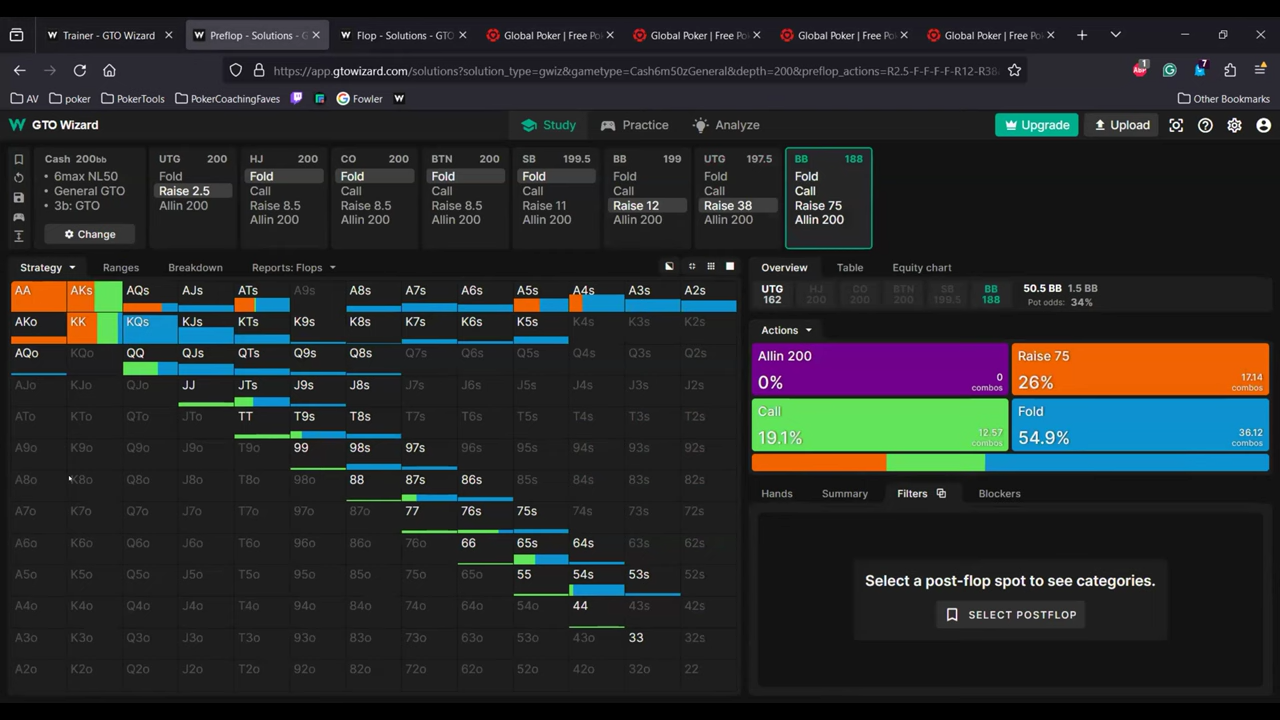 Trainer - GTO Wizard
Preflop - Solutions - G
Flop - Solutions - GTO
Global Poker | Free Po
Global Poker | Free Po
Global Poker | Free Po
Global Poker | Free Po
https://app.gtowizard.com/solutions?solution_type=gwiz&gametype=Cash6m50zGeneral&depth=200&preflop_actions=R2.5-F-F-F-F-R12-R38
1
7
AV
poker
PokerTools
PokerCoachingFaves
Fowler
Other Bookmarks
GTO Wizard
Study
Practice
Analyze
Upgrade
Upload
Cash 200bb
6max NL50
General GTO
3b: GTO
Change
UTG 200
Fold
Raise 2.5
Allin 200
HJ 200
Fold
Call
Raise 8.5
Allin 200
CO 200
Fold
Call
Raise 8.5
Allin 200
BTN 200
Fold
Call
Raise 8.5
Allin 200
SB 199.5
Fold
Call
Raise 11
Allin 200
BB 199
Fold
Call
Raise 12
Allin 200
UTG 197.5
Fold
Call
Raise 38
Allin 200
BB 188
Fold
Call
Raise 75
Allin 200
Strategy
Ranges
Breakdown
Reports: Flops
AA AKs AQs AJs ATs A9s A8s A7s A6s A5s A4s A3s A2s
AKo KK KQs KJs KTs K9s K8s K7s K6s K5s K4s K3s K2s
AQo KQo QQ QJs QTs Q9s Q8s Q7s Q6s Q5s Q4s Q3s Q2s
AJo KJo QJo JJ JTs J9s J8s J7s J6s J5s J4s J3s J2s
ATo KTo QTo JTo TT T9s T8s T7s T6s T5s T4s T3s T2s
A9o K9o Q9o J9o T9o 99 98s 97s 96s 95s 94s 93s 92s
A8o K8o Q8o J8o T8o 98o 88 87s 86s 85s 84s 83s 82s
A7o K7o Q7o J7o T7o 97o 87o 77 76s 75s 74s 73s 72s
A6o K6o Q6o J6o T6o 96o 86o 76o 66 65s 64s 63s 62s
A5o K5o Q5o J5o T5o 95o 85o 75o 65o 55 54s 53s 52s
A4o K4o Q4o J4o T4o 94o 84o 74o 64o 54o 44 43s 42s
A3o K3o Q3o J3o T3o 93o 83o 73o 63o 53o 43o 33 32s
A2o K2o Q2o J2o T2o 92o 82o 72o 62o 52o 42o 32o 22
Overview
Table
Equity chart
UTG
162
HJ
200
CO
200
BTN
200
SB
199.5
BB
188
50.5 BB 1.5 BB
Pot odds: 34%
Actions
Allin 200
0%
0
combos
Raise 75
26%
17.14
combos
Call
19.1%
12.57
combos
Fold
54.9%
36.12
combos
Hands
Summary
Filters
Blockers
Select a post-flop spot to see categories.
SELECT POSTFLOP